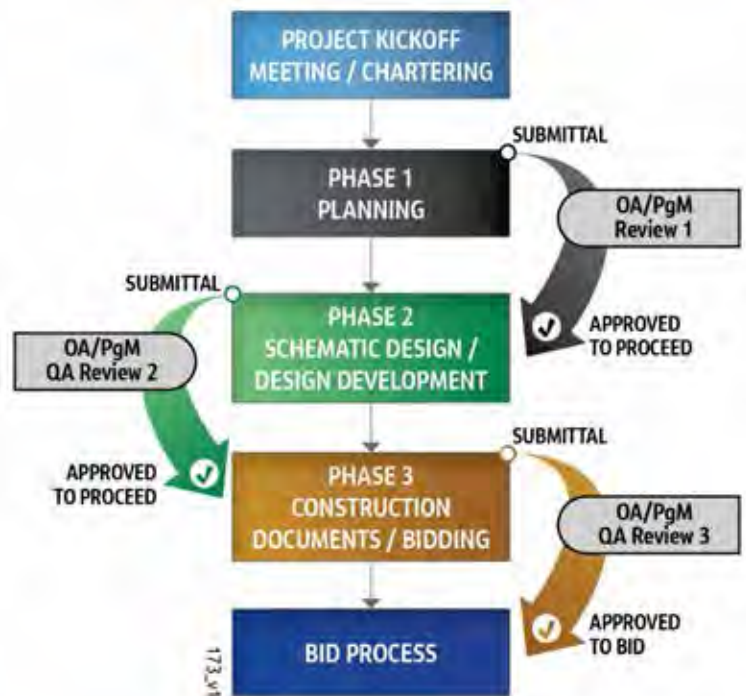 PROJECT KICKOFF
MEETING / CHARTERING
SUBMITTAL
PHASE 1
PLANNING
OA/PgM
Review 1
SUBMITTAL
PHASE 2
SCHEMATIC DESIGN /
DESIGN DEVELOPMENT
APPROVED
TO PROCEED
OA/PgM
QA Review 2
SUBMITTAL
APPROVED
TO PROCEED
PHASE 3
CONSTRUCTION
DOCUMENTS / BIDDING
OA/PgM
QA Review 3
BID PROCESS
APPROVED
TO BID
173_v1